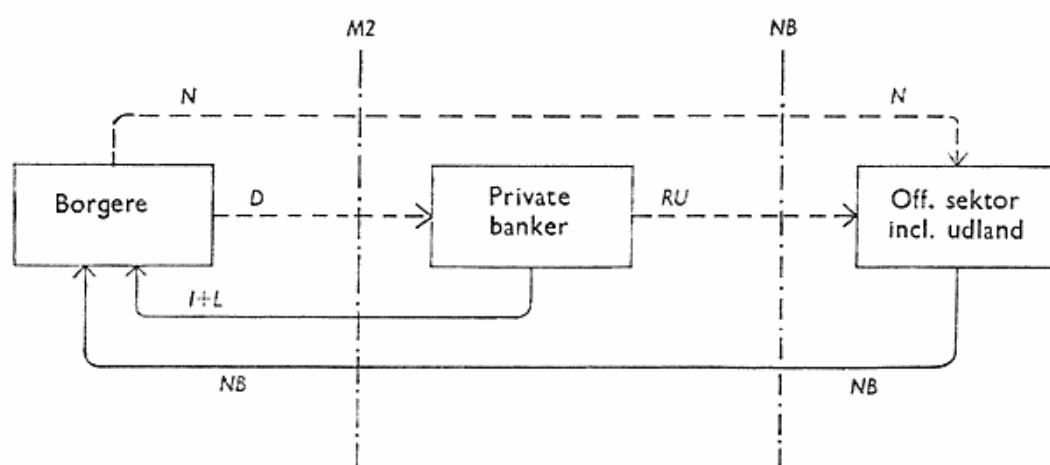 M2 NB
N N
Borgere D Private banker RU Off. sektor incl. udland
I+L
NB NB